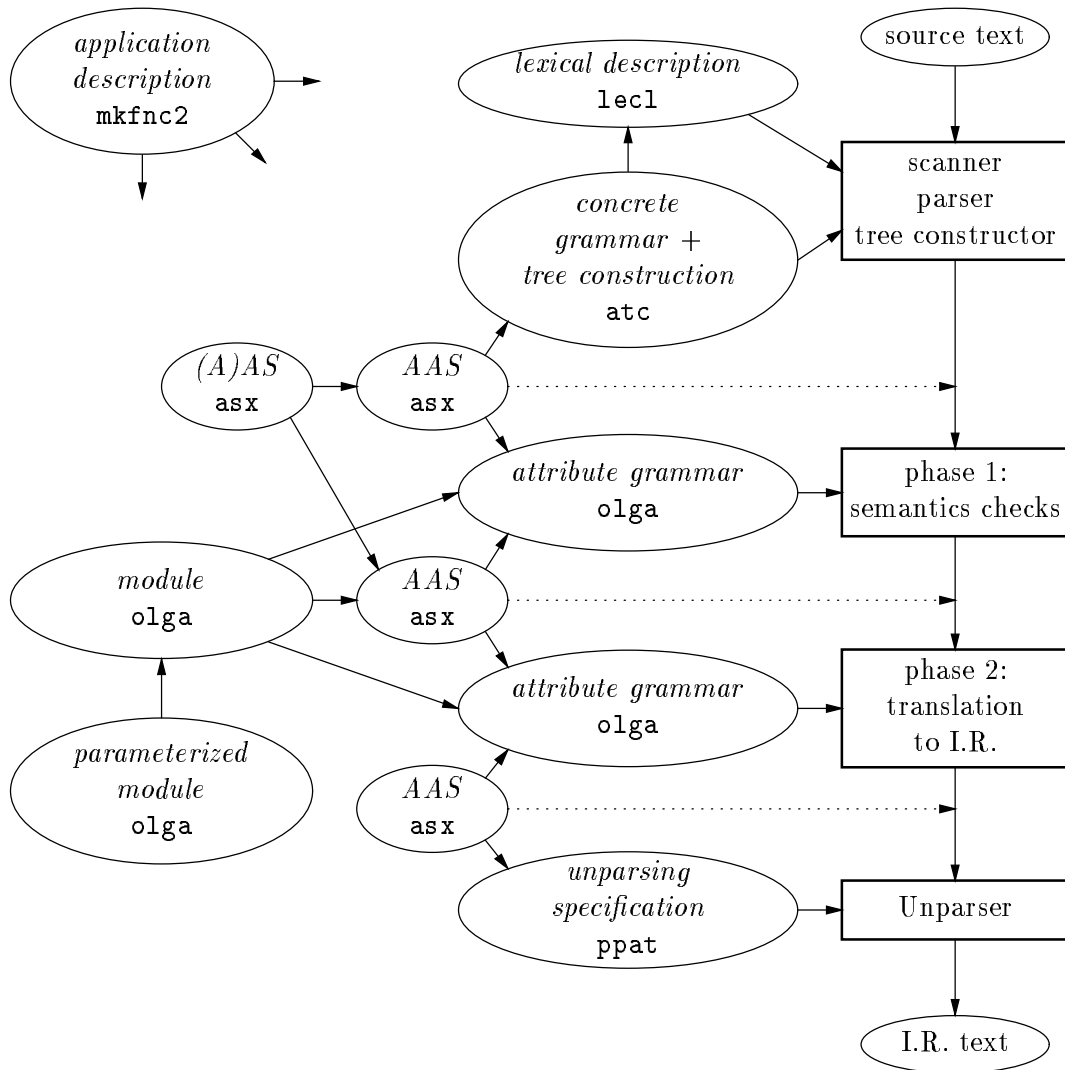 application
description
mkfnc2
source text
lexical description
lecl
scanner
parser
tree constructor
concrete
grammar +
tree construction
atc
(A)AS
asx
AAS
asx
attribute grammar
olga
phase 1:
semantics checks
module
olga
AAS
asx
attribute grammar
olga
phase 2:
translation
to I.R.
parameterized
module
olga
AAS
asx
unparsing
specification
ppat
Unparser
I.R. text